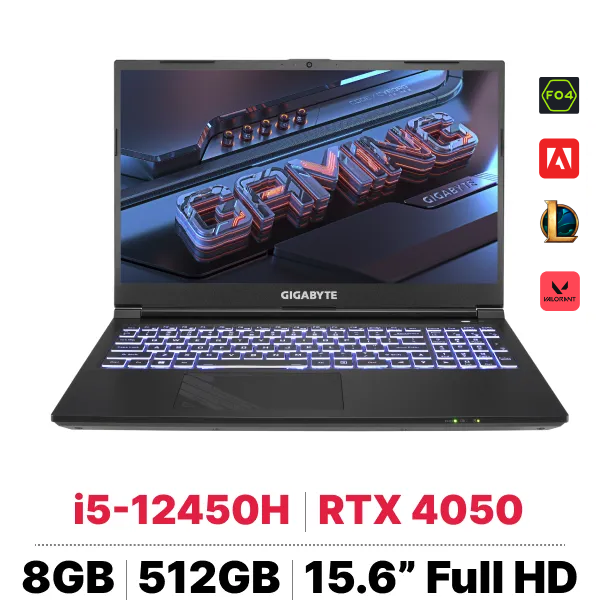 FO4
GAMING
GIGABYTE
VALORANT
GIGABYTE
i5-12450H RTX 4050
8GB 512GB 15.6” Full HD